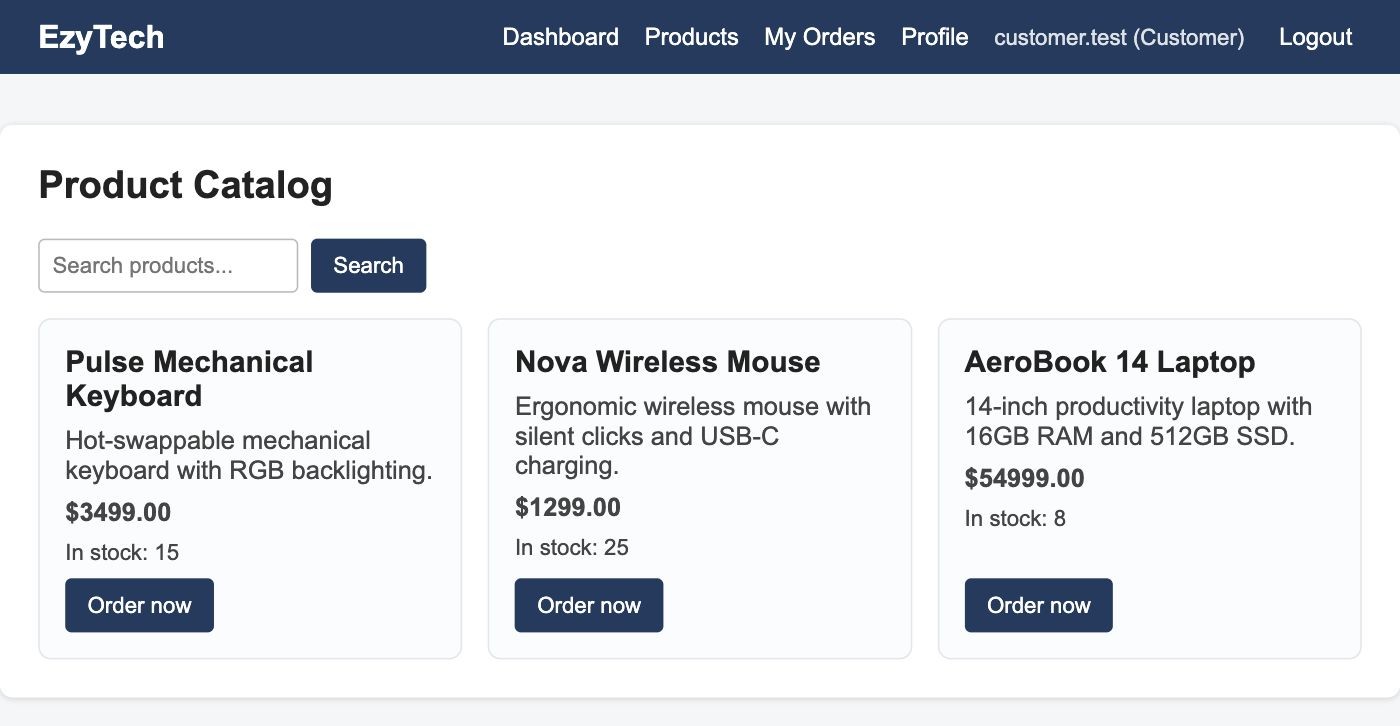 EzyTech
Dashboard
Products
My Orders
Profile
customer.test (Customer)
Logout
Product Catalog
Search products...
Search
Pulse Mechanical
Keyboard
Hot-swappable mechanical
keyboard with RGB backlighting.
$3499.00
In stock: 15
Order now
Nova Wireless Mouse
Ergonomic wireless mouse with
silent clicks and USB-C
charging.
$1299.00
In stock: 25
Order now
AeroBook 14 Laptop
14-inch productivity laptop with
16GB RAM and 512GB SSD.
$54999.00
In stock: 8
Order now